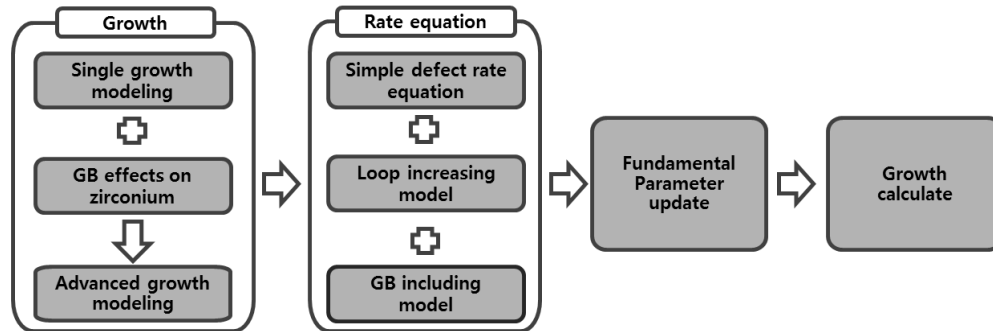 Growth
Single growth
modeling
GB effects on
zirconium
Advanced growth
modeling
Rate equation
Simple defect rate
equation
Loop increasing
model
GB including
model
Fundamental
Parameter
update
Growth
calculate